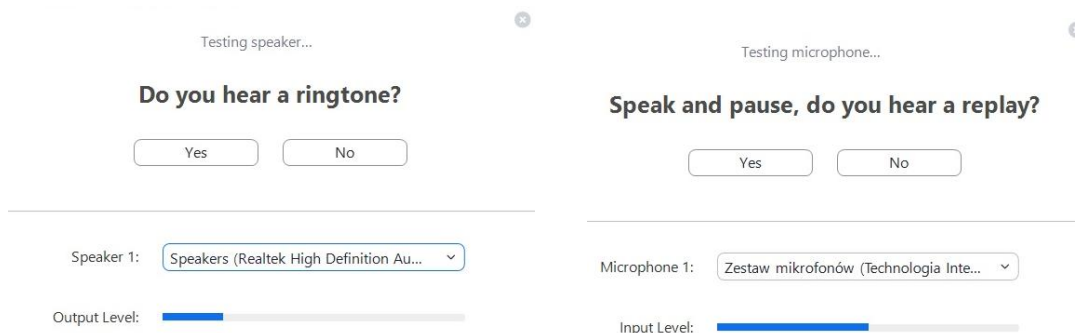 Testing speaker...
Do you hear a ringtone?
Yes No
Speaker 1: Speakers (Realtek High Definition Au...
Output Level:
Testing microphone...
Speak and pause, do you hear a replay?
Yes No
Microphone 1: Zestaw mikrofonów (Technologia Inte...
Input Level: